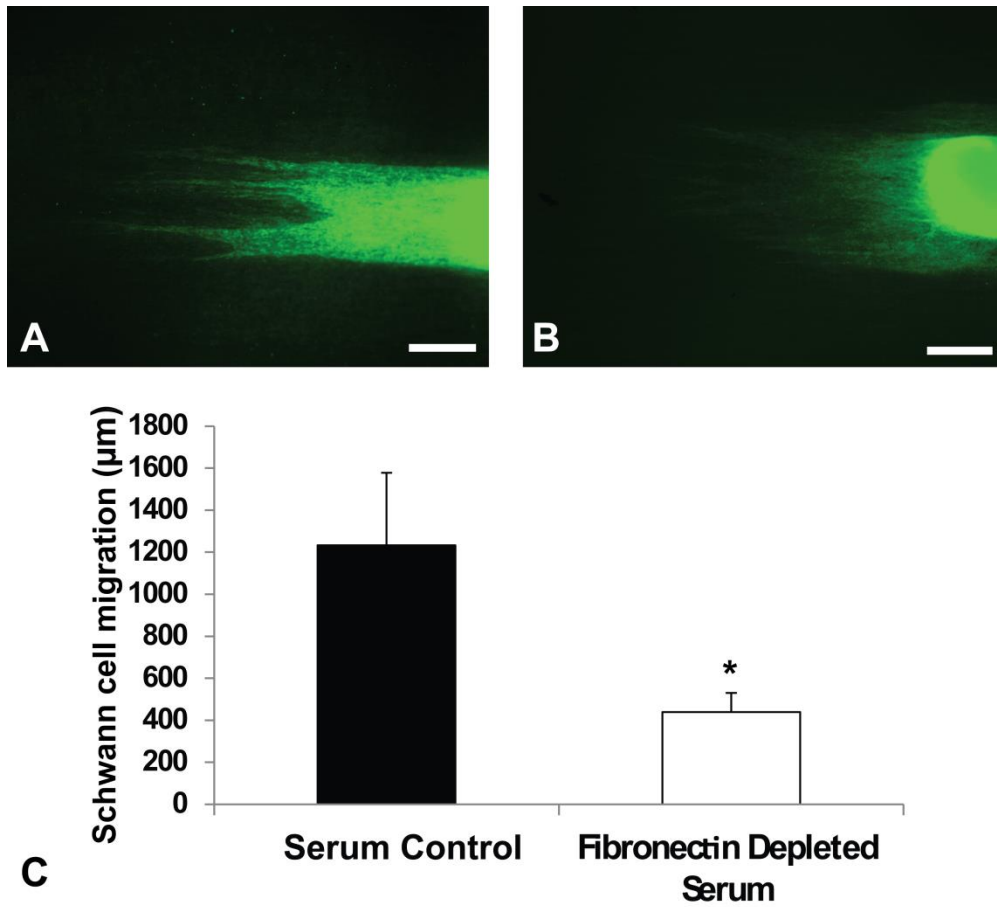 A
B
Schwann cell migration (µm)
1800
1600
1400
1200
1000
800
600
400
200
0
*
Serum Control
Fibronectin Depleted
Serum
C